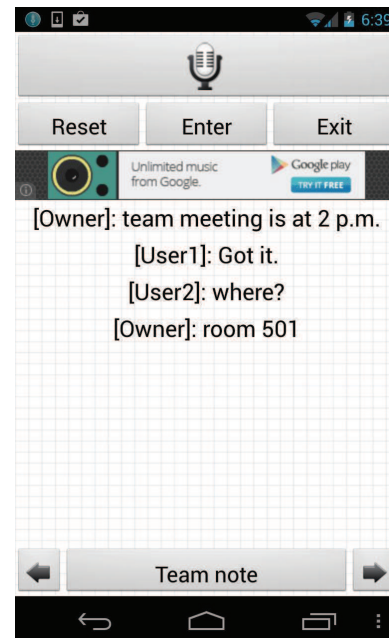 6:39
Reset Enter Exit
Unlimited music
from Google.
Google play
TRY IT FREE
[Owner]: team meeting is at 2 p.m.
[User1]: Got it.
[User2]: where?
[Owner]: room 501
Team note